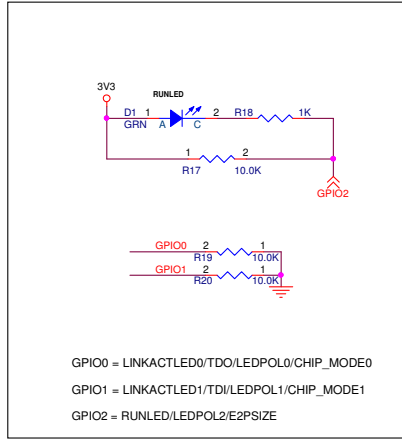 RUNLED
3V3
D1 1 2 R18 1K
GRN A C
1 2
R17 10.0K
GPIO2
GPIO0 2 1
R19 10.0K
GPIO1 2 1
R20 10.0K
GPIO0 = LINKACTLED0/TDO/LEDPOL0/CHIP_MODE0
GPIO1 = LINKACTLED1/TDI/LEDPOL1/CHIP_MODE1
GPIO2 = RUNLED/LEDPOL2/E2PSIZE